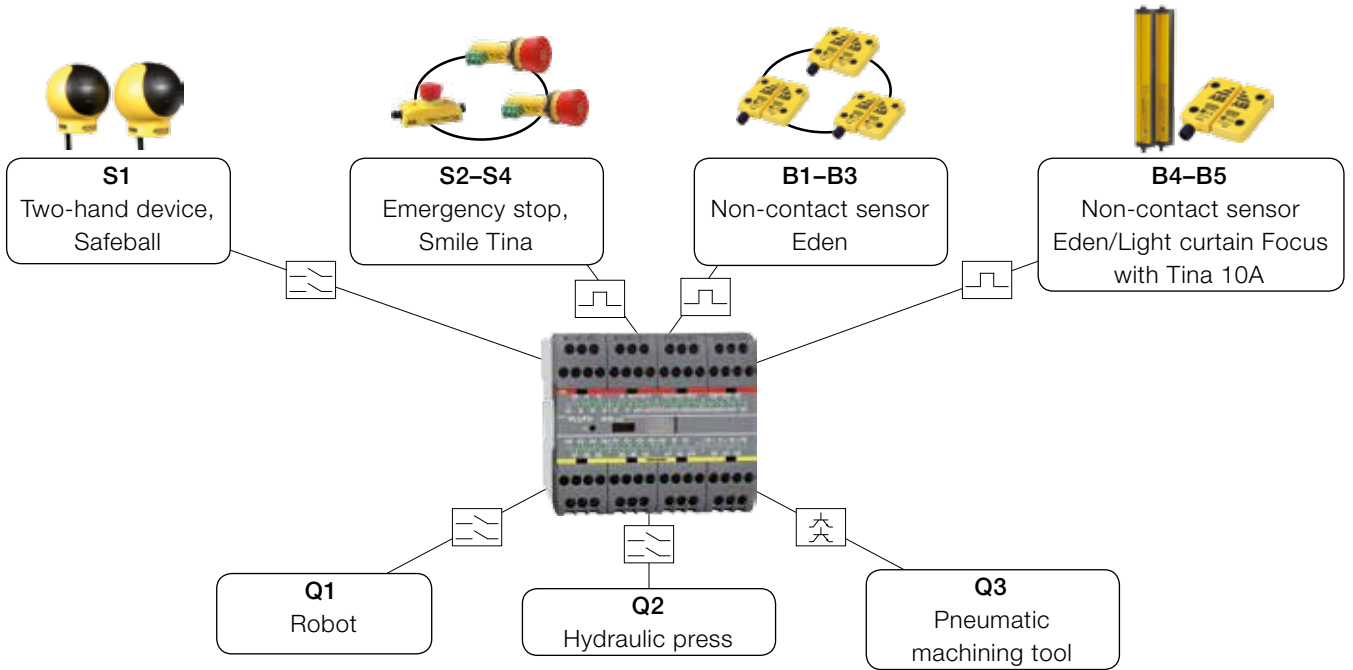 S1
Two-hand device,
Safeball
S2–S4
Emergency stop,
Smile Tina
B1–B3
Non-contact sensor
Eden
B4–B5
Non-contact sensor
Eden/Light curtain Focus
with Tina 10A
Q1
Robot
Q2
Hydraulic press
Q3
Pneumatic
machining tool